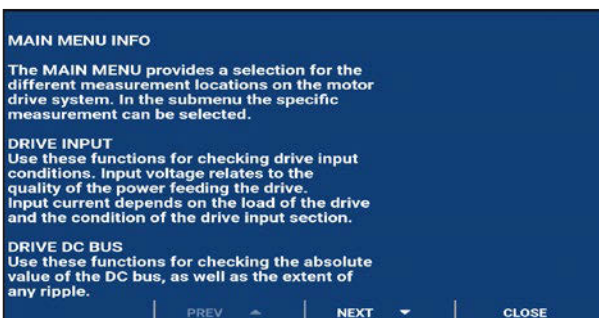 MAIN MENU INFO
The MAIN MENU provides a selection for the
different measurement locations on the motor
drive system. In the submenu the specific
measurement can be selected.
DRIVE INPUT
Use these functions for checking drive input
conditions. Input voltage relates to the
quality of the power feeding the drive.
Input current depends on the load of the drive
and the condition of the drive input section.
DRIVE DC BUS
Use these functions for checking the absolute
value of the DC bus, as well as the extent of
any ripple.
PREV NEXT CLOSE